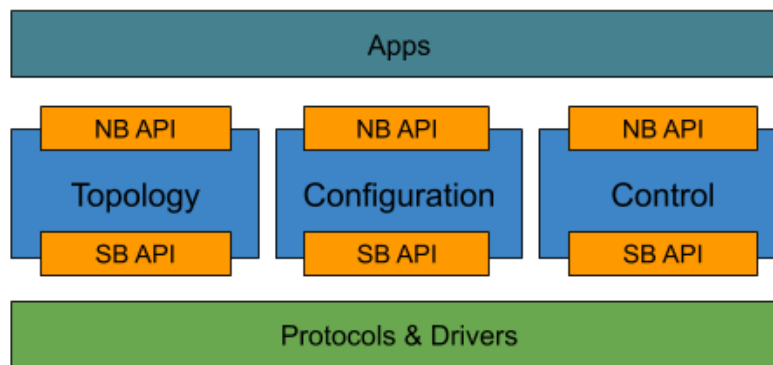 Apps
NB API
NB API
NB API
Topology
Configuration
Control
SB API
SB API
SB API
Protocols & Drivers